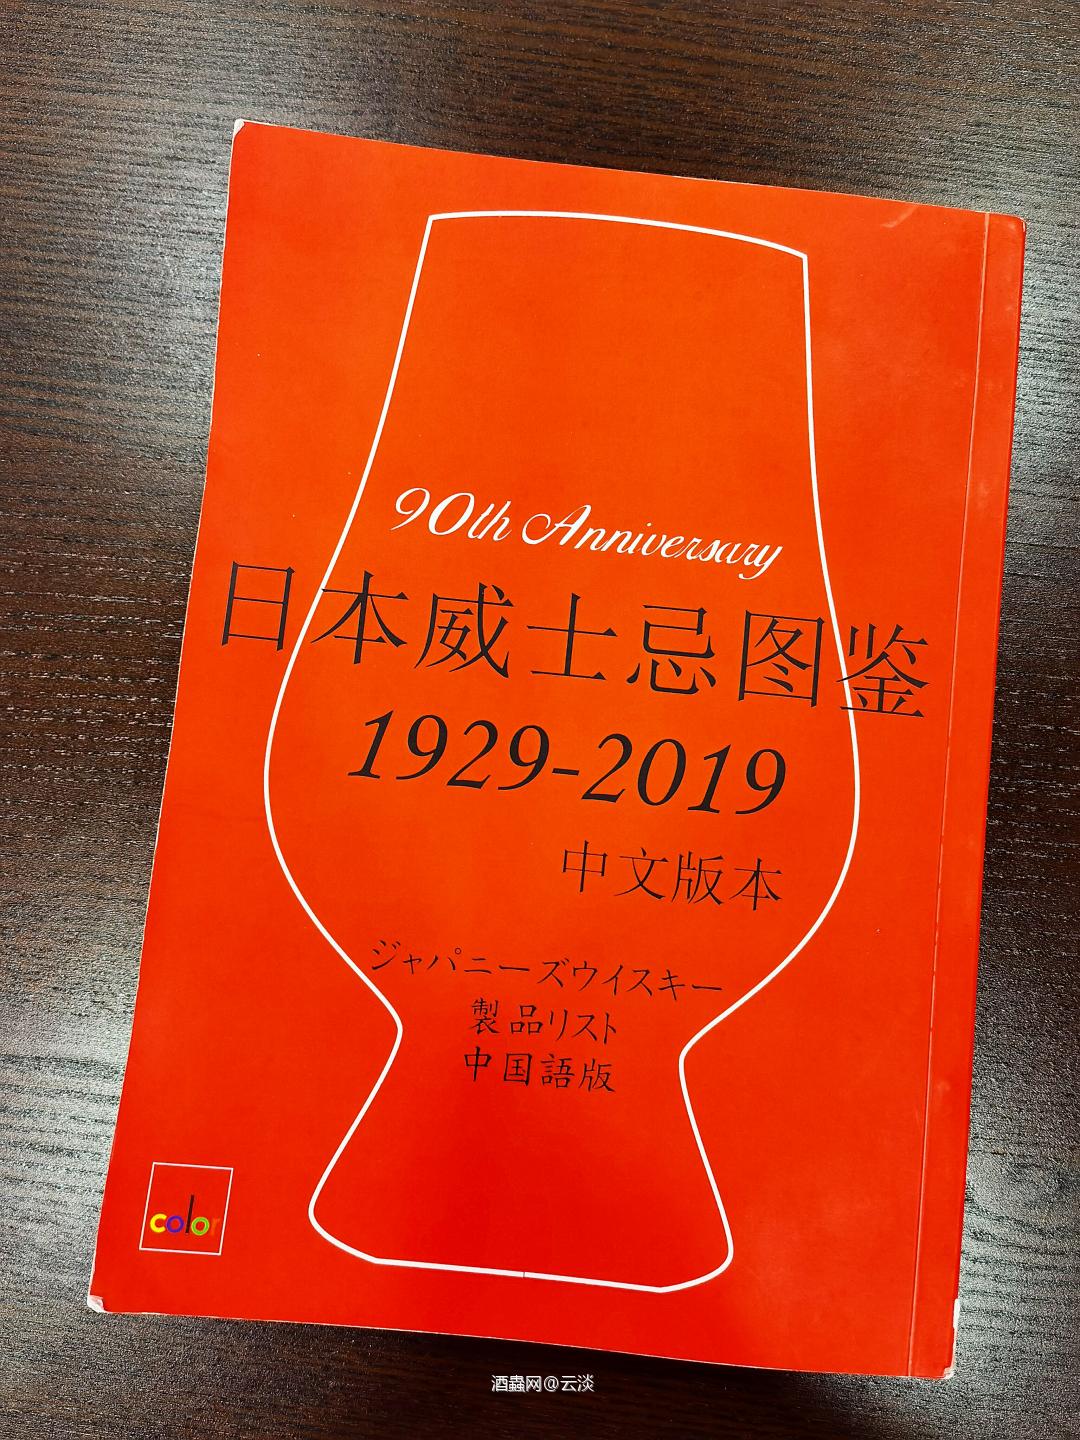 90th Anniversary
日本威士忌图鉴
1929-2019
中文版本
ジャパニーズウイスキー
製品リスト
中国語版
color
酒蟲网@云淡